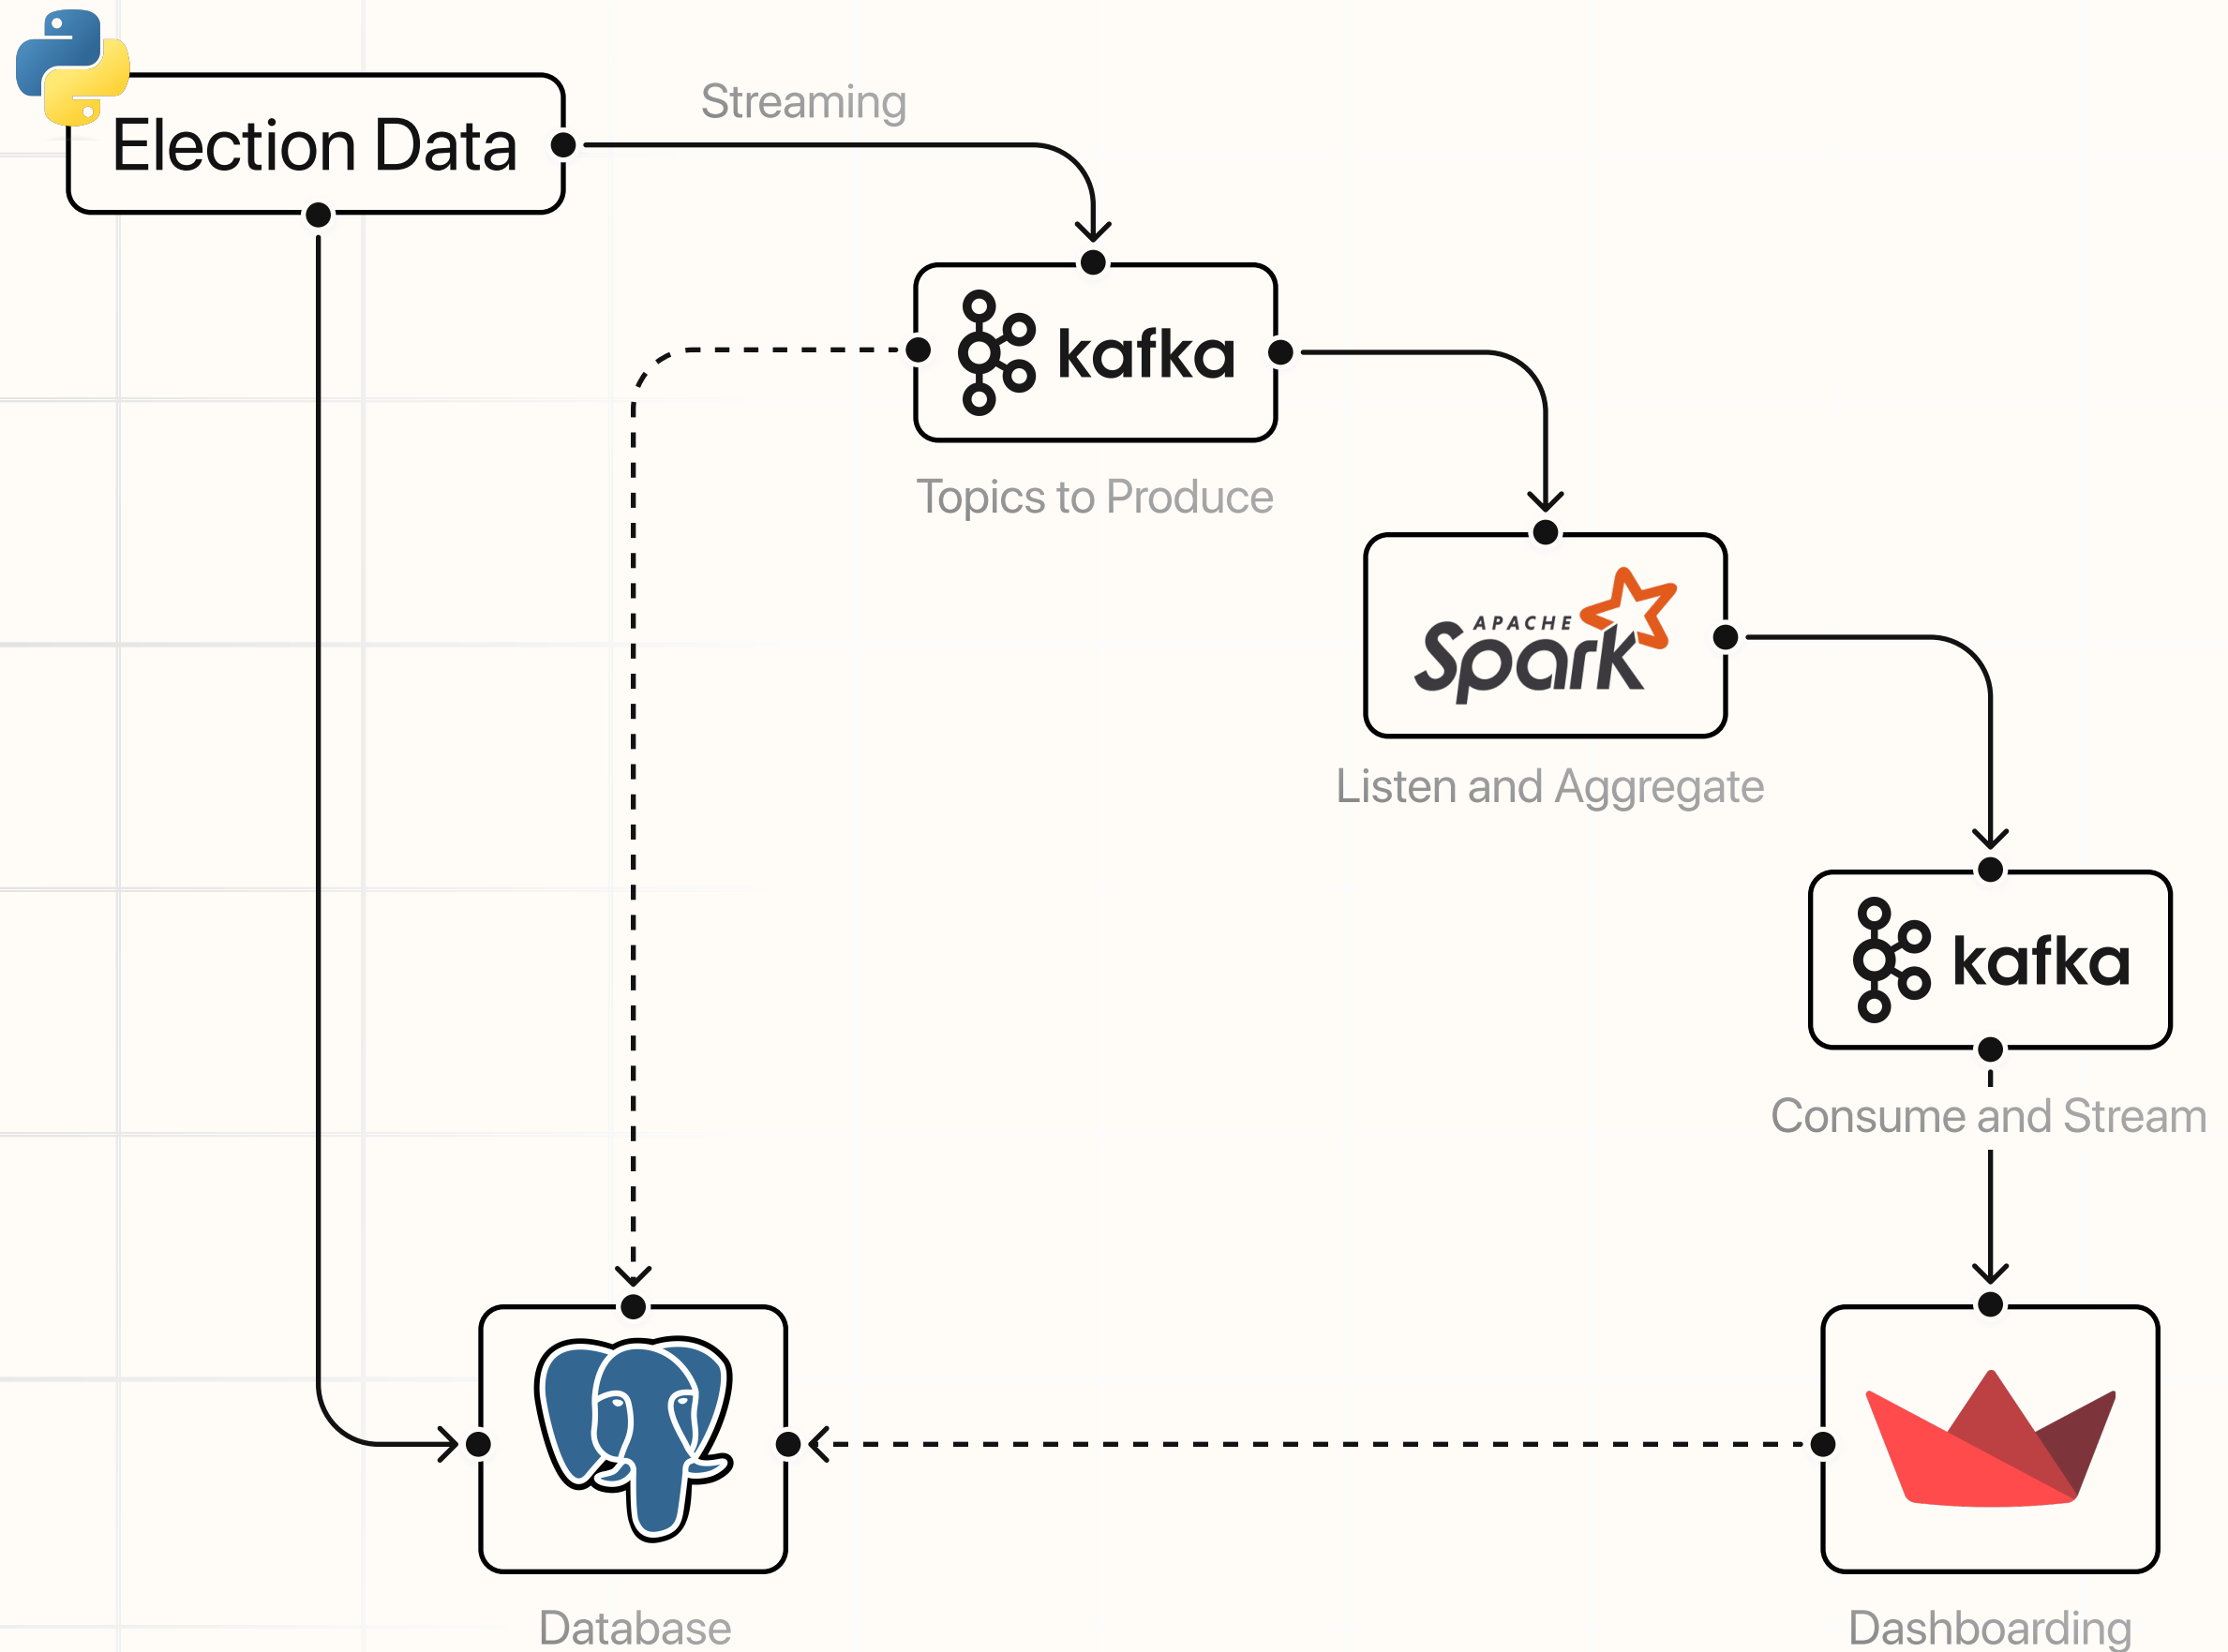 Streaming
Election Data
kafka
Topics to Produce
APACHE
Spark
Listen and Aggregate
kafka
Consume and Stream
Database
Dashboarding